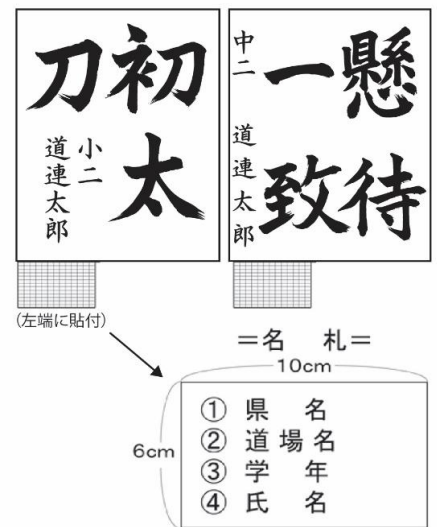 初太
刀
小二
道連太郎
懸待
一致
中二 道連太郎
(左端に貼付)
=名 札=
10cm
6cm
① 県 名
② 道 場 名
③ 学 年
④ 氏 名